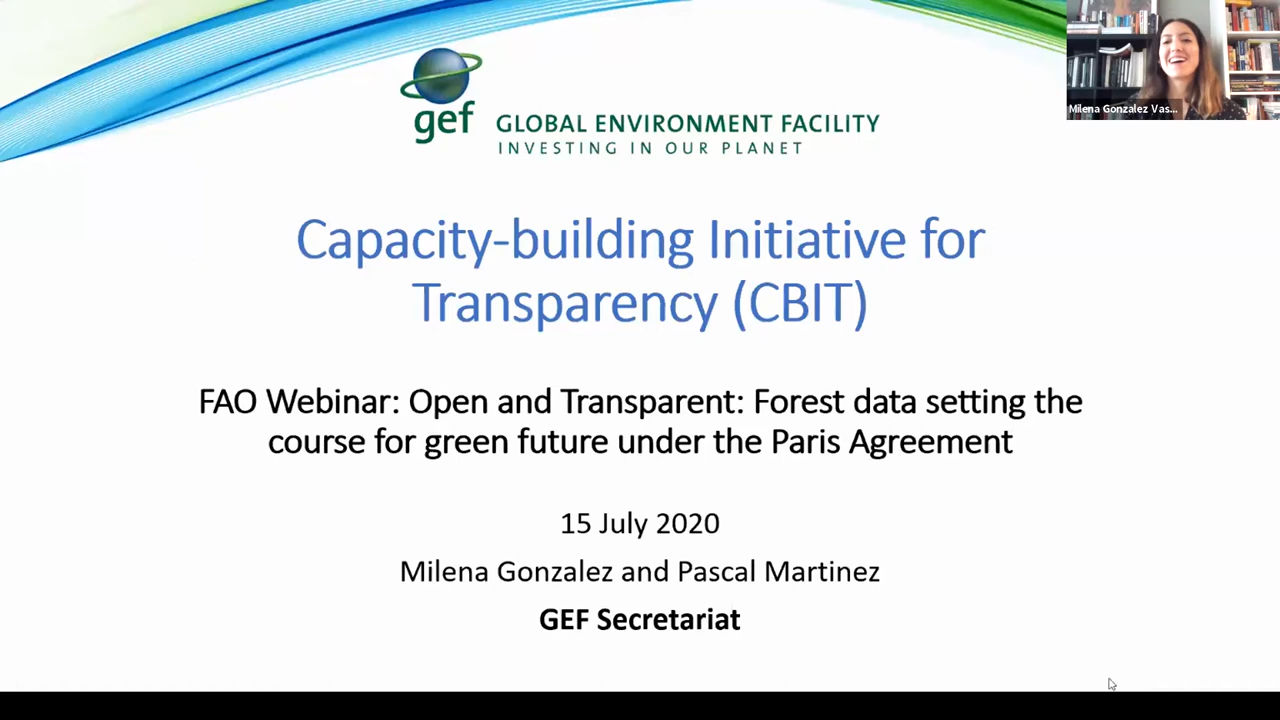 gef
GLOBAL ENVIRONMENT FACILITY
INVESTING IN OUR PLANET
Milena Gonzalez Vas...
Capacity-building Initiative for
Transparency (CBIT)
FAO Webinar: Open and Transparent: Forest data setting the
course for green future under the Paris Agreement
15 July 2020
Milena Gonzalez and Pascal Martinez
GEF Secretariat